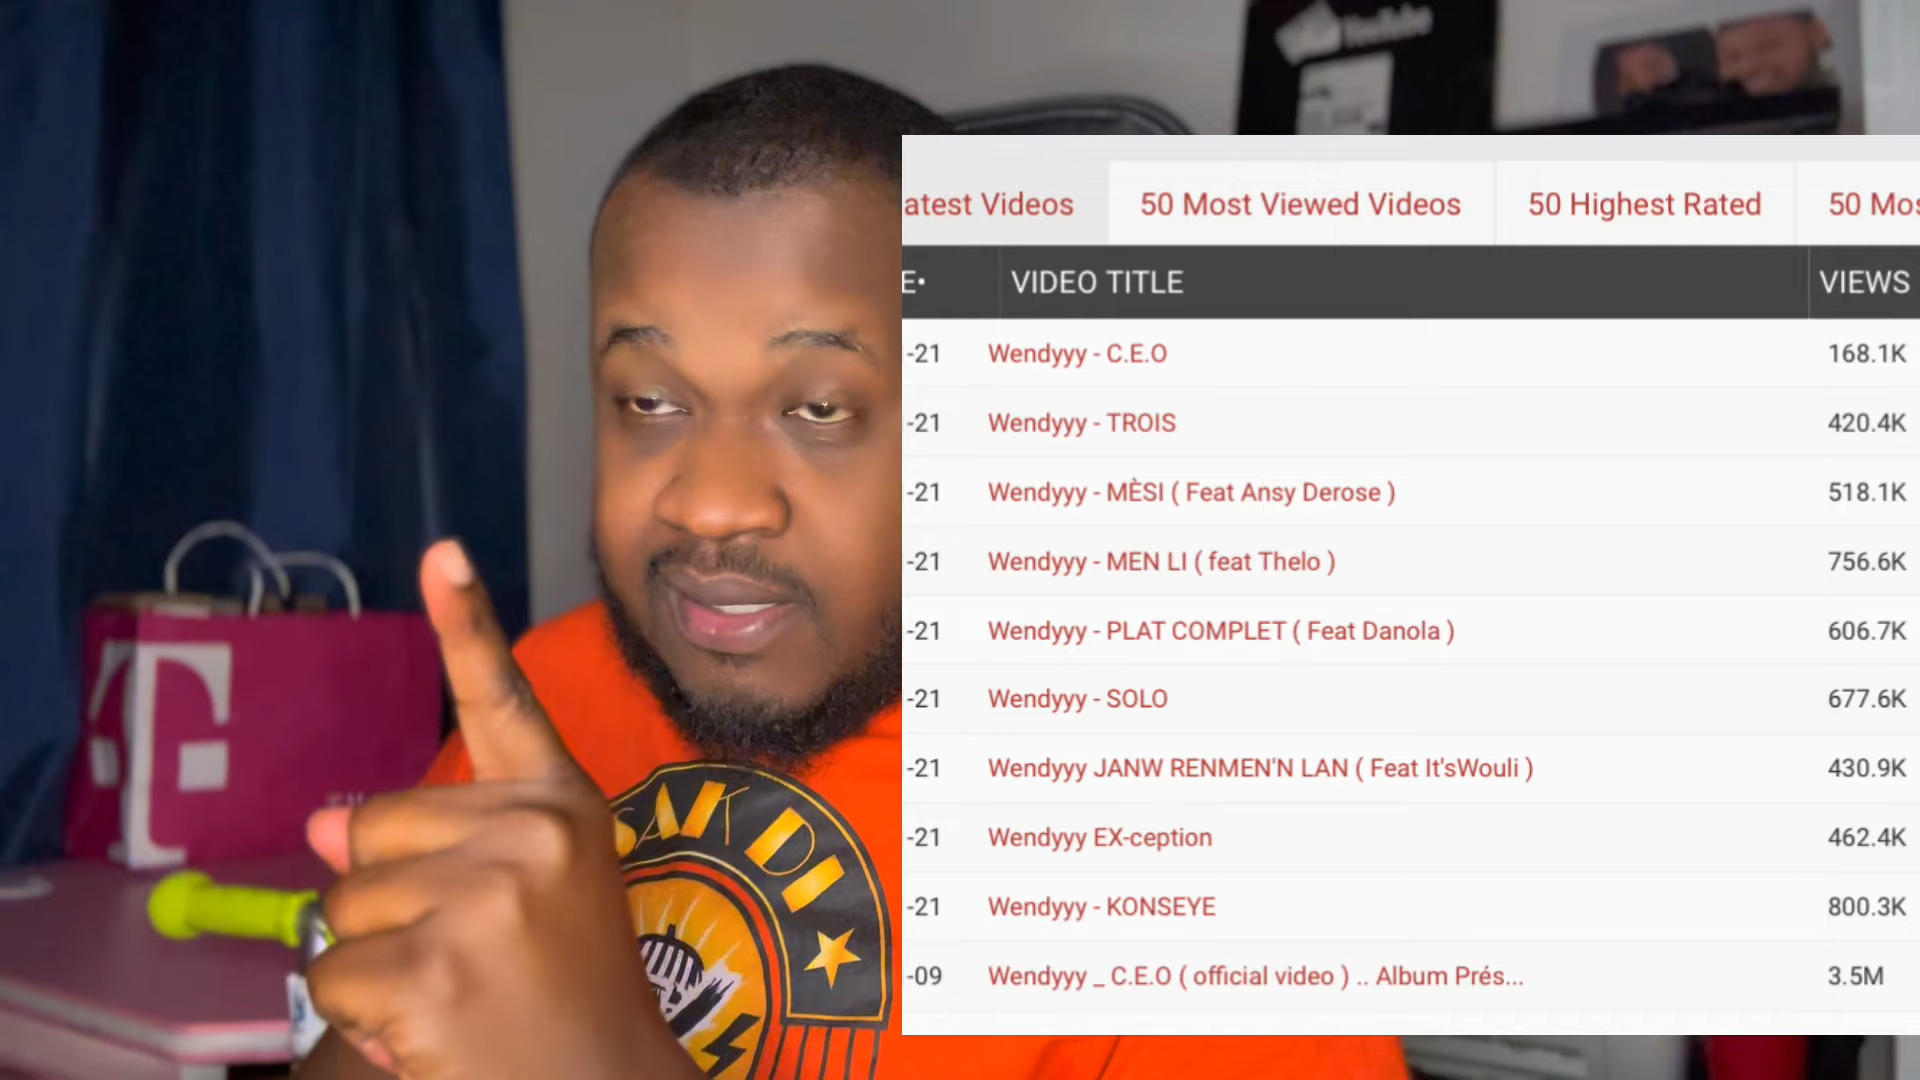 YouTube
atest Videos 50 Most Viewed Videos 50 Highest Rated 50 Mos
E• VIDEO TITLE VIEWS
-21 Wendyyy - C.E.O 168.1K
-21 Wendyyy - TROIS 420.4K
-21 Wendyyy - MÈSI ( Feat Ansy Derose ) 518.1K
-21 Wendyyy - MEN LI ( feat Thelo ) 756.6K
-21 Wendyyy - PLAT COMPLET ( Feat Danola ) 606.7K
-21 Wendyyy - SOLO 677.6K
-21 Wendyyy JANW RENMEN'N LAN ( Feat It'sWouli ) 430.9K
-21 Wendyyy EX-ception 462.4K
-21 Wendyyy - KONSEYE 800.3K
-09 Wendyyy _ C.E.O ( official video ) .. Album Prés... 3.5M
T
SAK DI